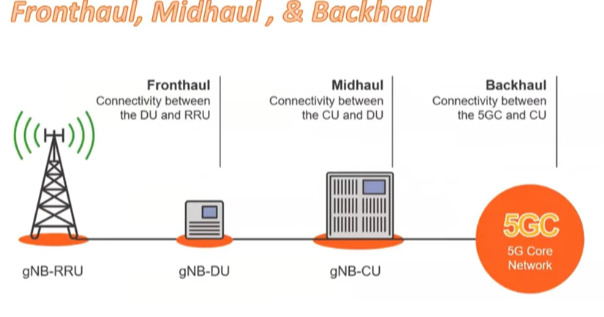 Fronthaul, Midhaul , & Backhaul
Fronthaul
Connectivity between
the DU and RRU
Midhaul
Connectivity between
the CU and DU
Backhaul
Connectivity between
the 5GC and CU
5GC
5G Core
Network
gNB-RRU
gNB-DU
gNB-CU